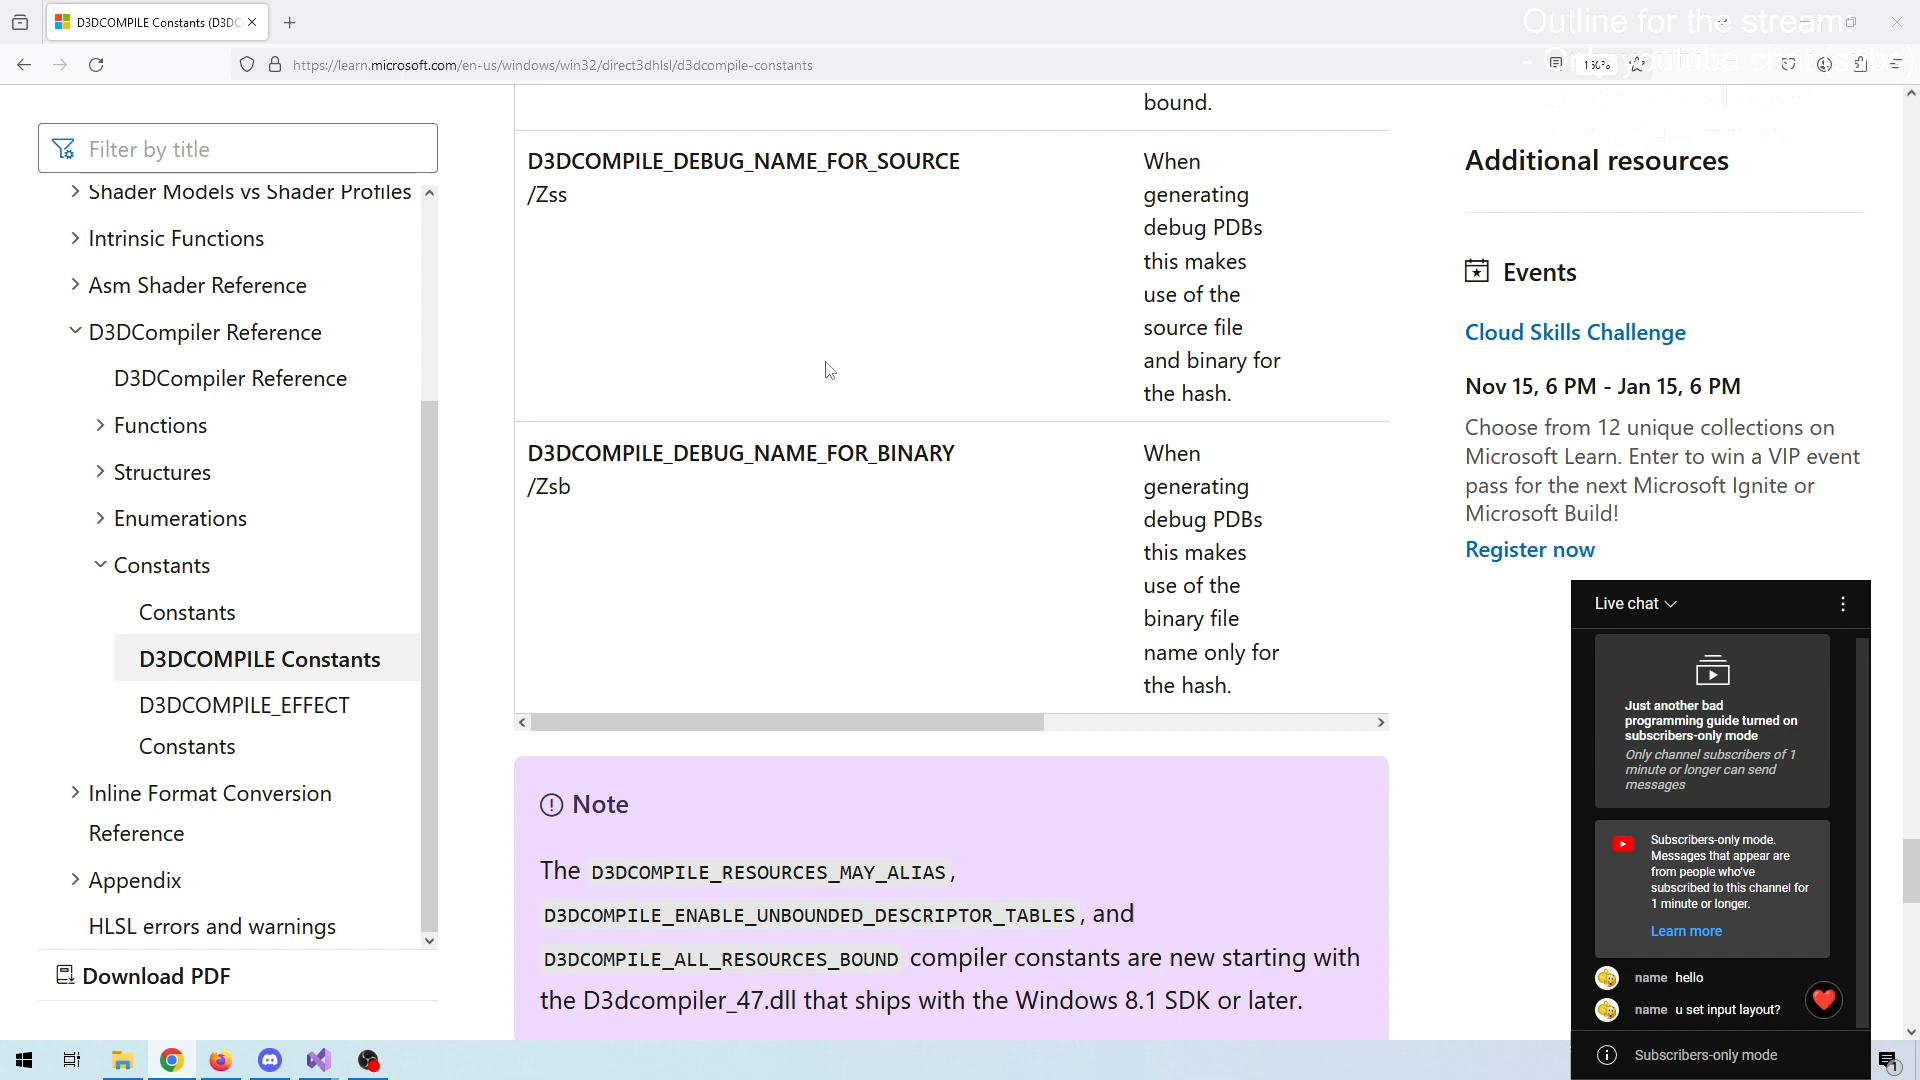 D3DCOMPILE Constants (D3DC
Outline for the stream:
https://learn.microsoft.com/en-us/windows/win32/direct3dhlsl/d3dcompile-constants
Filter by title
Shader Models vs Shader Profiles
Intrinsic Functions
Asm Shader Reference
D3DCompiler Reference
D3DCompiler Reference
Functions
Structures
Enumerations
Constants
Constants
D3DCOMPILE Constants
D3DCOMPILE_EFFECT
Constants
Inline Format Conversion
Reference
Appendix
HLSL errors and warnings
Download PDF
bound.
D3DCOMPILE_DEBUG_NAME_FOR_SOURCE
/Zss
When
generating
debug PDBs
this makes
use of the
source file
and binary for
the hash.
D3DCOMPILE_DEBUG_NAME_FOR_BINARY
/Zsb
When
generating
debug PDBs
this makes
use of the
binary file
name only for
the hash.
Note
The D3DCOMPILE_RESOURCES_MAY_ALIAS,
D3DCOMPILE_ENABLE_UNBOUNDED_DESCRIPTOR_TABLES, and
D3DCOMPILE_ALL_RESOURCES_BOUND compiler constants are new starting with
the D3dcompiler_47.dll that ships with the Windows 8.1 SDK or later.
Additional resources
Events
Cloud Skills Challenge
Nov 15, 6 PM - Jan 15, 6 PM
Choose from 12 unique collections on
Microsoft Learn. Enter to win a VIP event
pass for the next Microsoft Ignite or
Microsoft Build!
Register now
Live chat
Just another bad
programming guide turned on
subscribers-only mode
Only channel subscribers of 1
minute or longer can send
messages
Subscribers-only mode.
Messages that appear are
from people who've
subscribed to this channel for
1 minute or longer.
Learn more
name hello
name u set input layout?
Subscribers-only mode
1